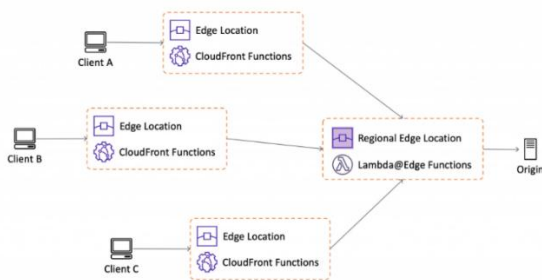 Edge Location
CloudFront Functions
Client A
Edge Location
CloudFront Functions
Client B
Regional Edge Location
Lambda@Edge Functions
Origin
Edge Location
CloudFront Functions
Client C